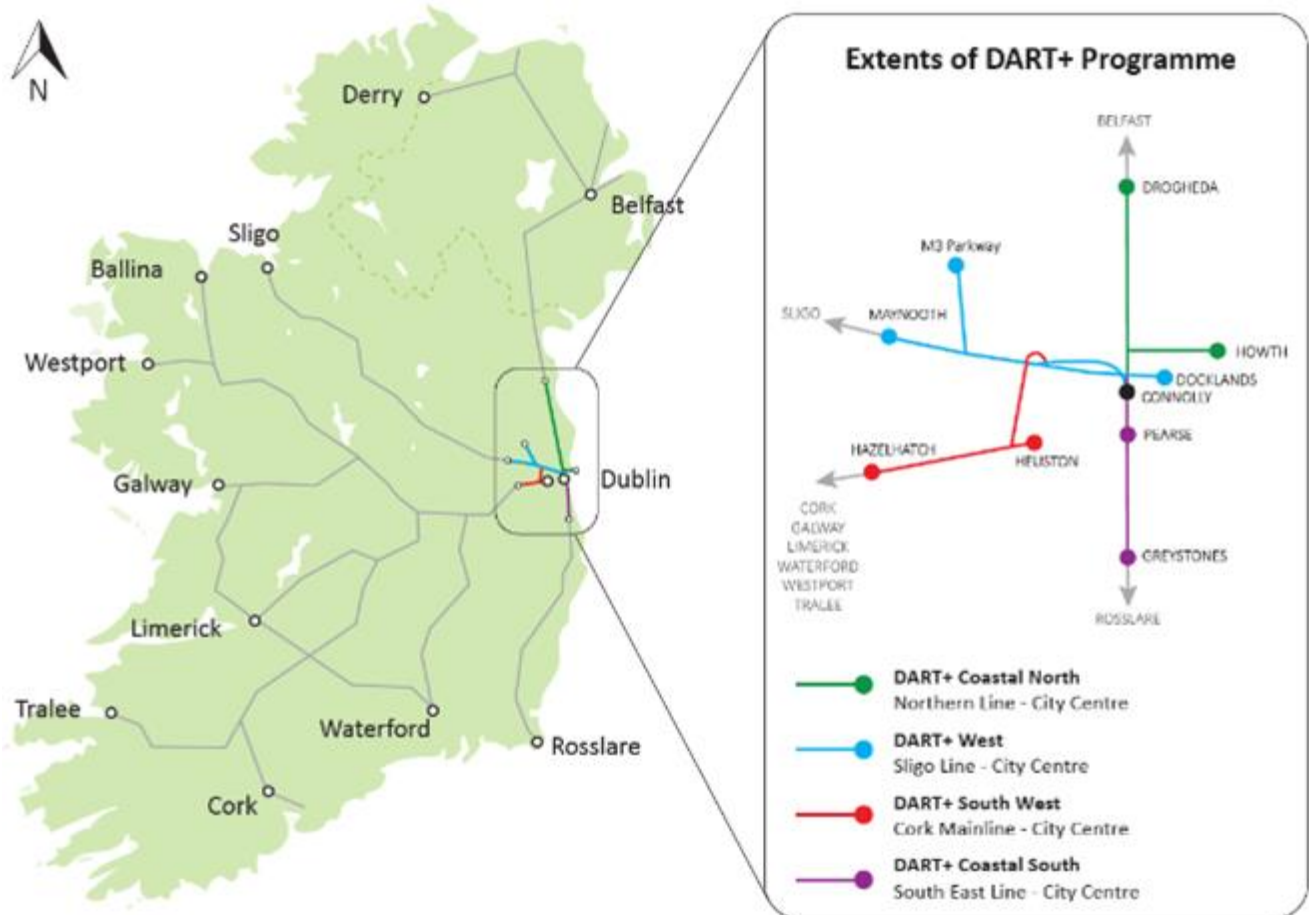 N
Derry
Belfast
Sligo
Ballina
Westport
Galway
Dublin
Limerick
Tralee
Waterford
Rosslare
Cork
Extents of DART+ Programme
BELFAST
DROGHEDA
M3 Parkway
SLIGO
MAYNOOTH
HOWTH
DOCKLANDS
CONNOLLY
PEARSE
HAZELHATCH
HEUSTON
CORK
GALWAY
LIMERICK
WATERFORD
WESTPORT
TRALEE
GREYSTONES
ROSSLARE
DART+ Coastal North
Northern Line - City Centre
DART+ West
Sligo Line - City Centre
DART+ South West
Cork Mainline - City Centre
DART+ Coastal South
South East Line - City Centre